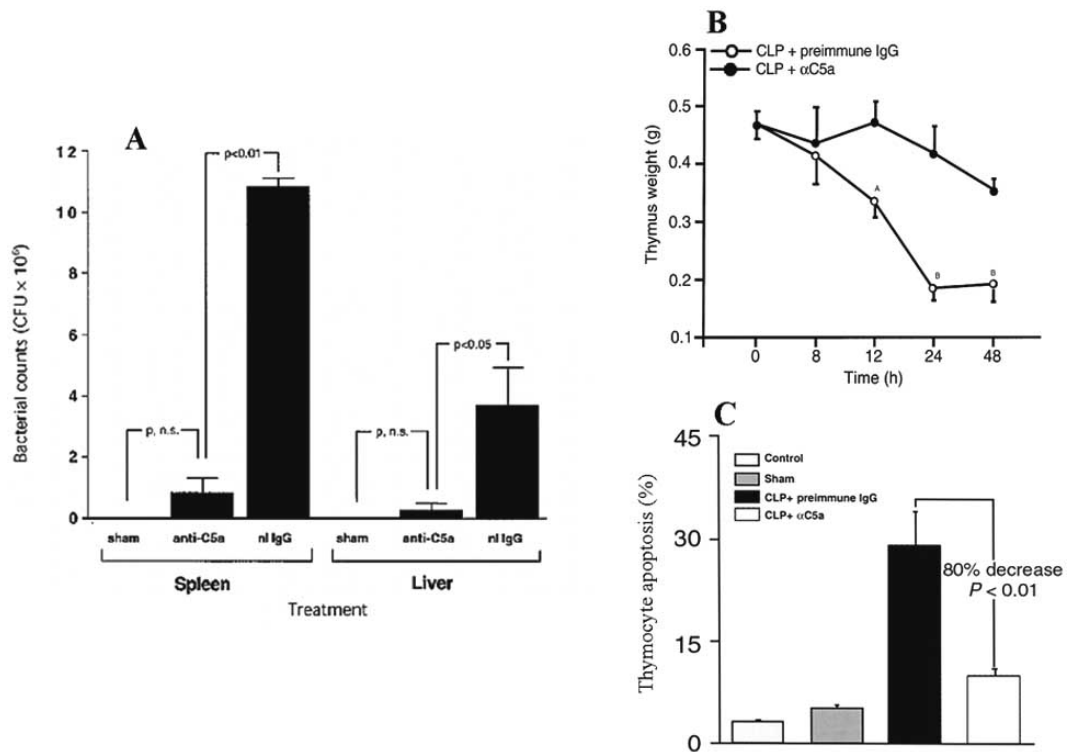 A
Bacterial counts (CFU × 10⁶)
12
10
8
6
4
2
0
p<0.01
p, n.s.
p<0.05
p, n.s.
sham
anti-C5a
nl IgG
sham
anti-C5a
nl IgG
Spleen
Liver
Treatment
B
CLP + preimmune IgG
CLP + αC5a
Thymus weight (g)
0.6
0.5
0.4
0.3
0.2
0.1
A
B
B
0
8
12
24
48
Time (h)
C
Thymocyte apoptosis (%)
45
30
15
0
Control
Sham
CLP+ preimmune IgG
CLP+ αC5a
80% decrease
P < 0.01